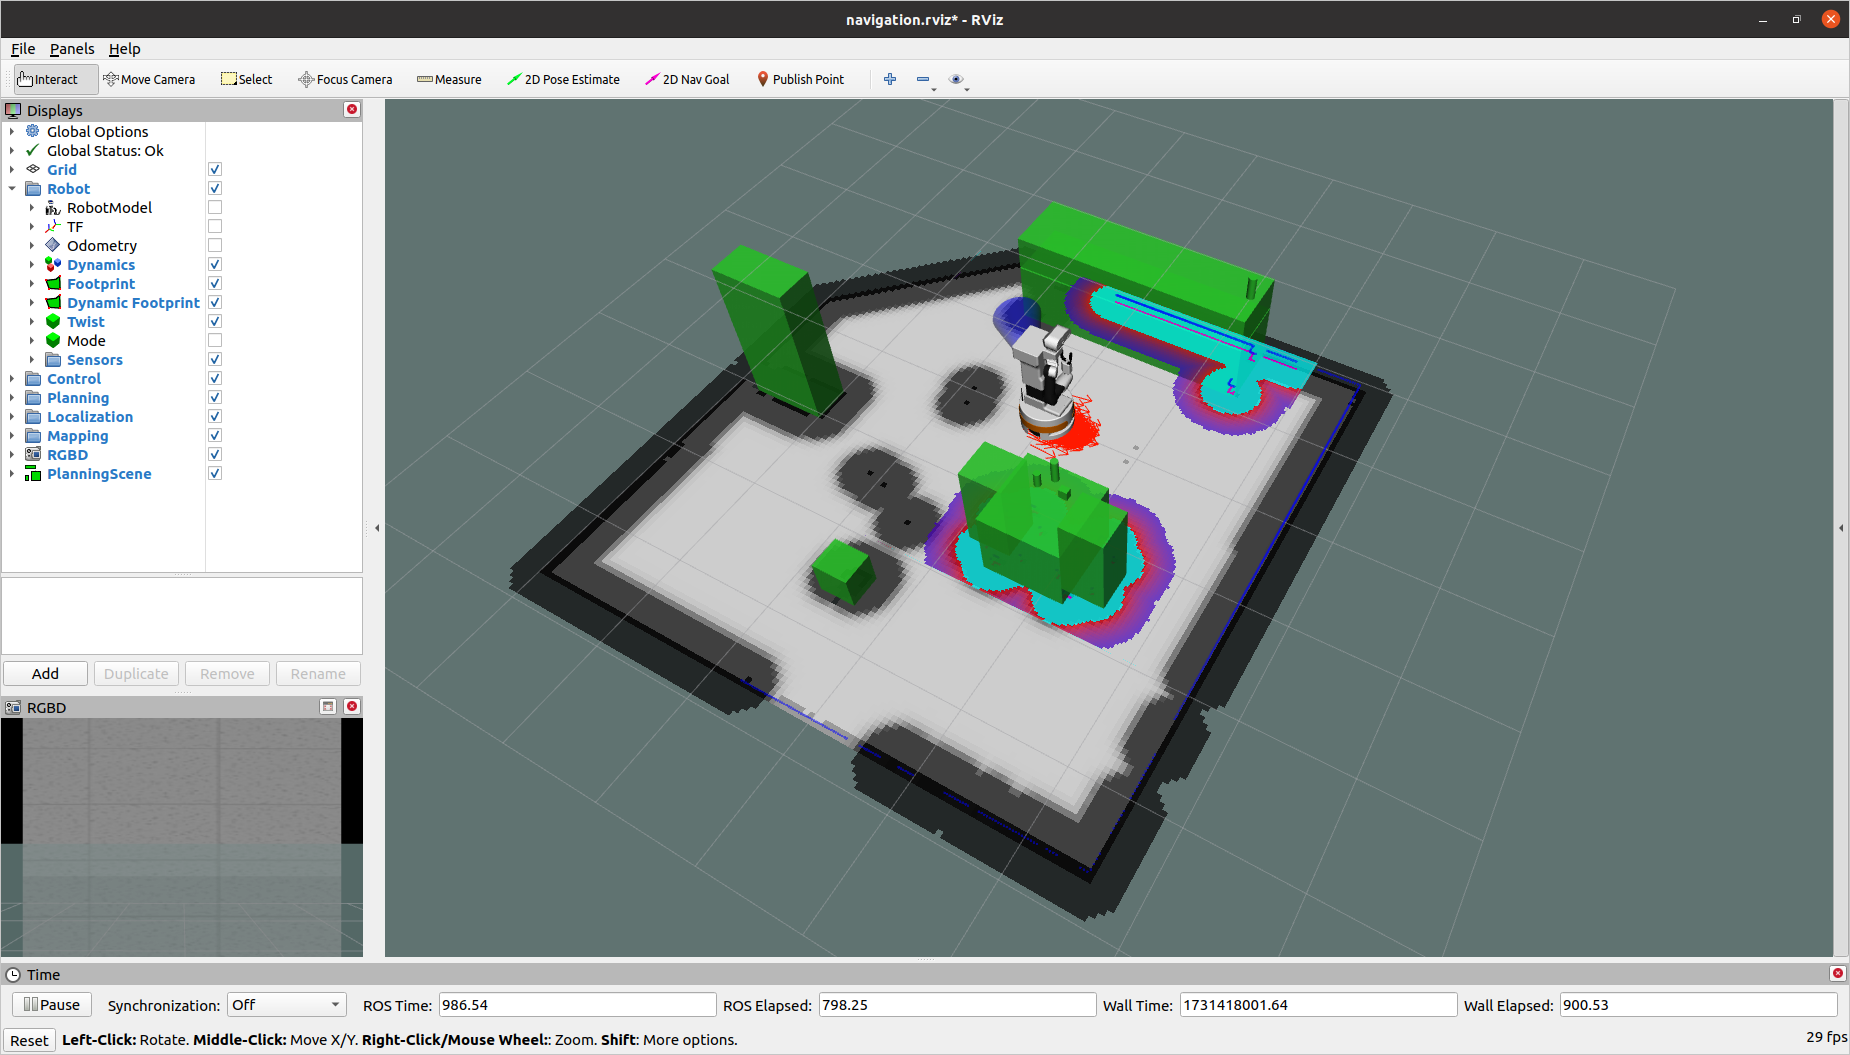 navigation.rviz* - RViz
File Panels Help
Interact Move Camera Select Focus Camera Measure 2D Pose Estimate 2D Nav Goal Publish Point
Displays
Global Options
Global Status: Ok
Grid
Robot
RobotModel
TF
Odometry
Dynamics
Footprint
Dynamic Footprint
Twist
Mode
Sensors
Control
Planning
Localization
Mapping
RGBD
PlanningScene
Add Duplicate Remove Rename
RGBD
Time
Pause Synchronization: Off ROS Time: 986.54 ROS Elapsed: 798.25 Wall Time: 1731418001.64 Wall Elapsed: 900.53
Reset Left-Click: Rotate. Middle-Click: Move X/Y. Right-Click/Mouse Wheel:: Zoom. Shift: More options. 29 fps